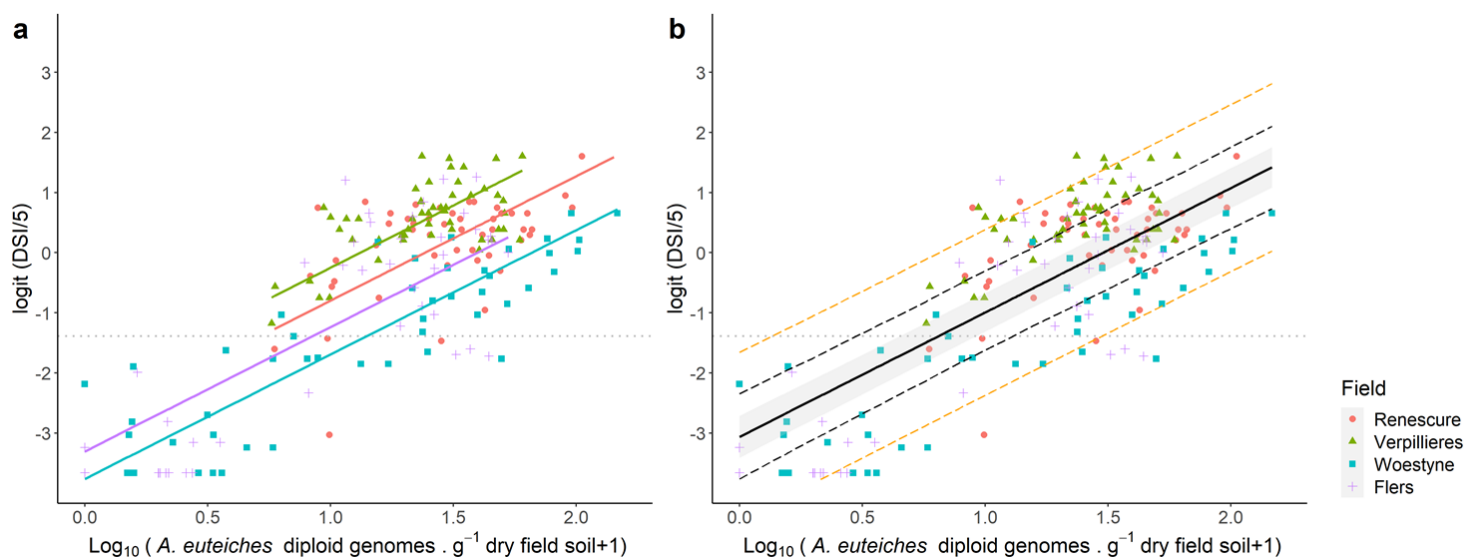 a
3
2
1
0
-1
-2
-3
logit (DSI/5)
0.0 0.5 1.0 1.5 2.0
Log₁₀ ( A. euteiches diploid genomes . g⁻¹ dry field soil+1)
b
3
2
1
0
-1
-2
-3
logit (DSI/5)
0.0 0.5 1.0 1.5 2.0
Log₁₀ ( A. euteiches diploid genomes . g⁻¹ dry field soil+1)
Field
Renescure
Verpillieres
Woestyne
Flers